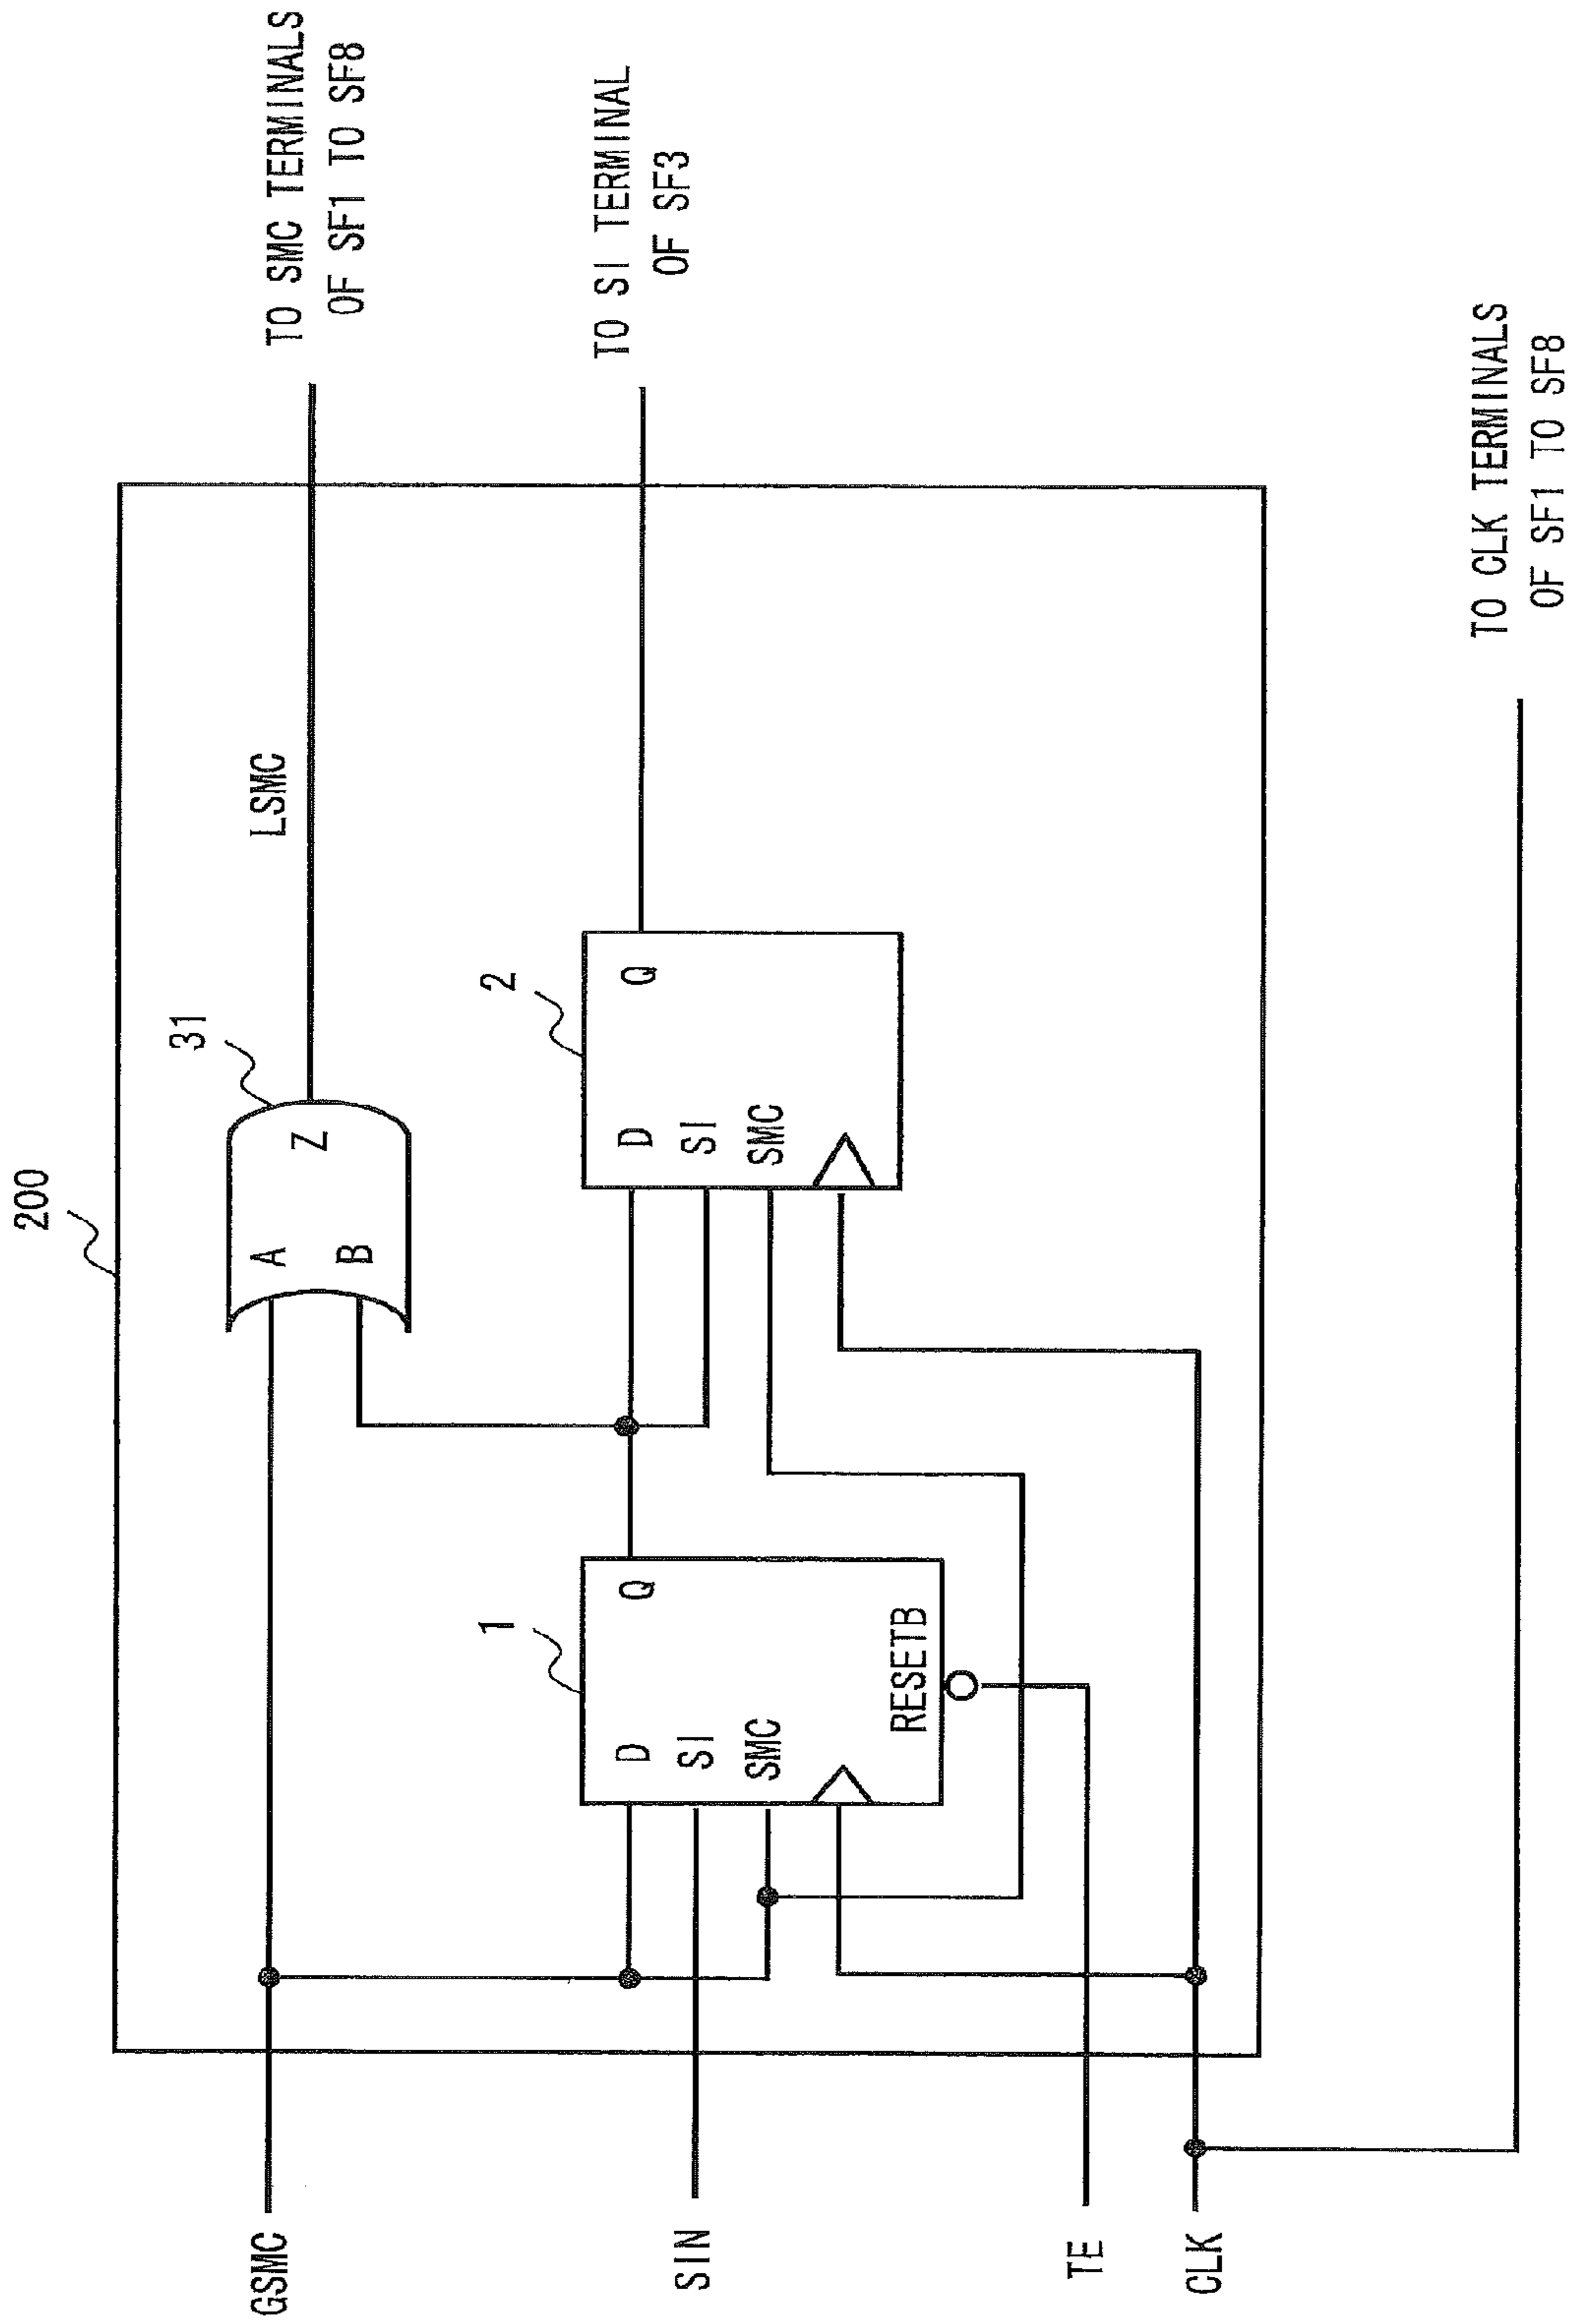 200
GSMC
SIN
TE
CLK
31
A
B
Z
LSMC
TO SMC TERMINALS
OF SF1 TO SF8
1
D
SI
SMC
Q
RESETB
2
D
SI
SMC
Q
TO SI TERMINAL
OF SF3
TO CLK TERMINALS
OF SF1 TO SF8